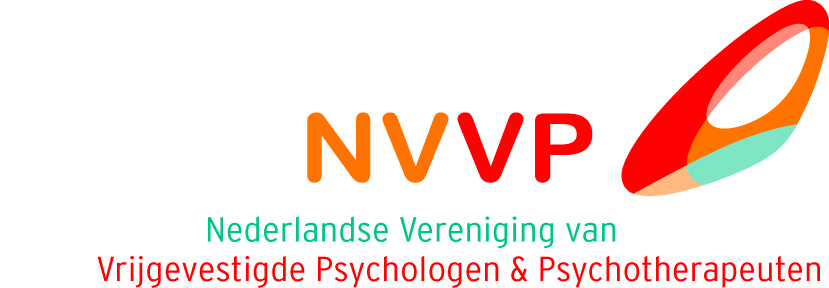 NVVP
Nederlandse Vereniging van
Vrijgevestigde Psychologen & Psychotherapeuten